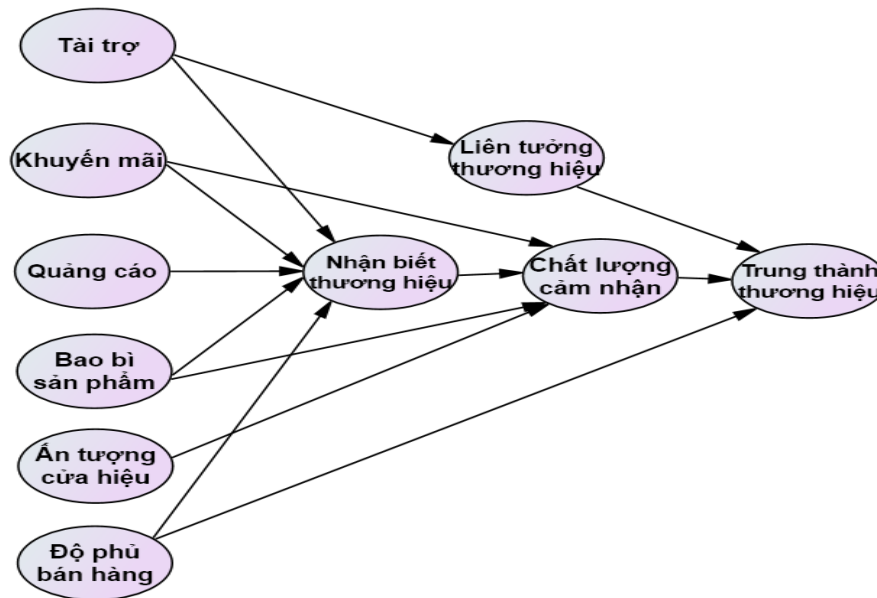 Tài trợ
Khuyến mãi
Quảng cáo
Bao bì
sản phẩm
Ấn tượng
cửa hiệu
Độ phủ
bán hàng
Liên tưởng
thương hiệu
Nhận biết
thương hiệu
Chất lượng
cảm nhận
Trung thành
thương hiệu